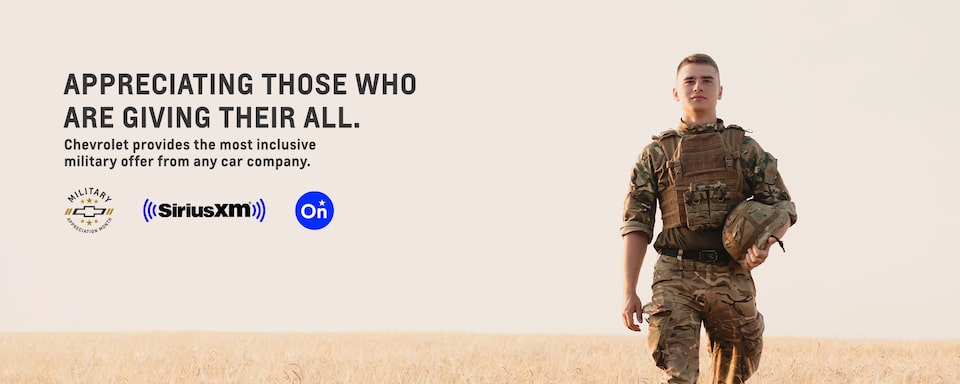 APPRECIATING THOSE WHO
ARE GIVING THEIR ALL.
Chevrolet provides the most inclusive
military offer from any car company.
MILITARY
APPRECIATION MONTH
SiriusXM
On